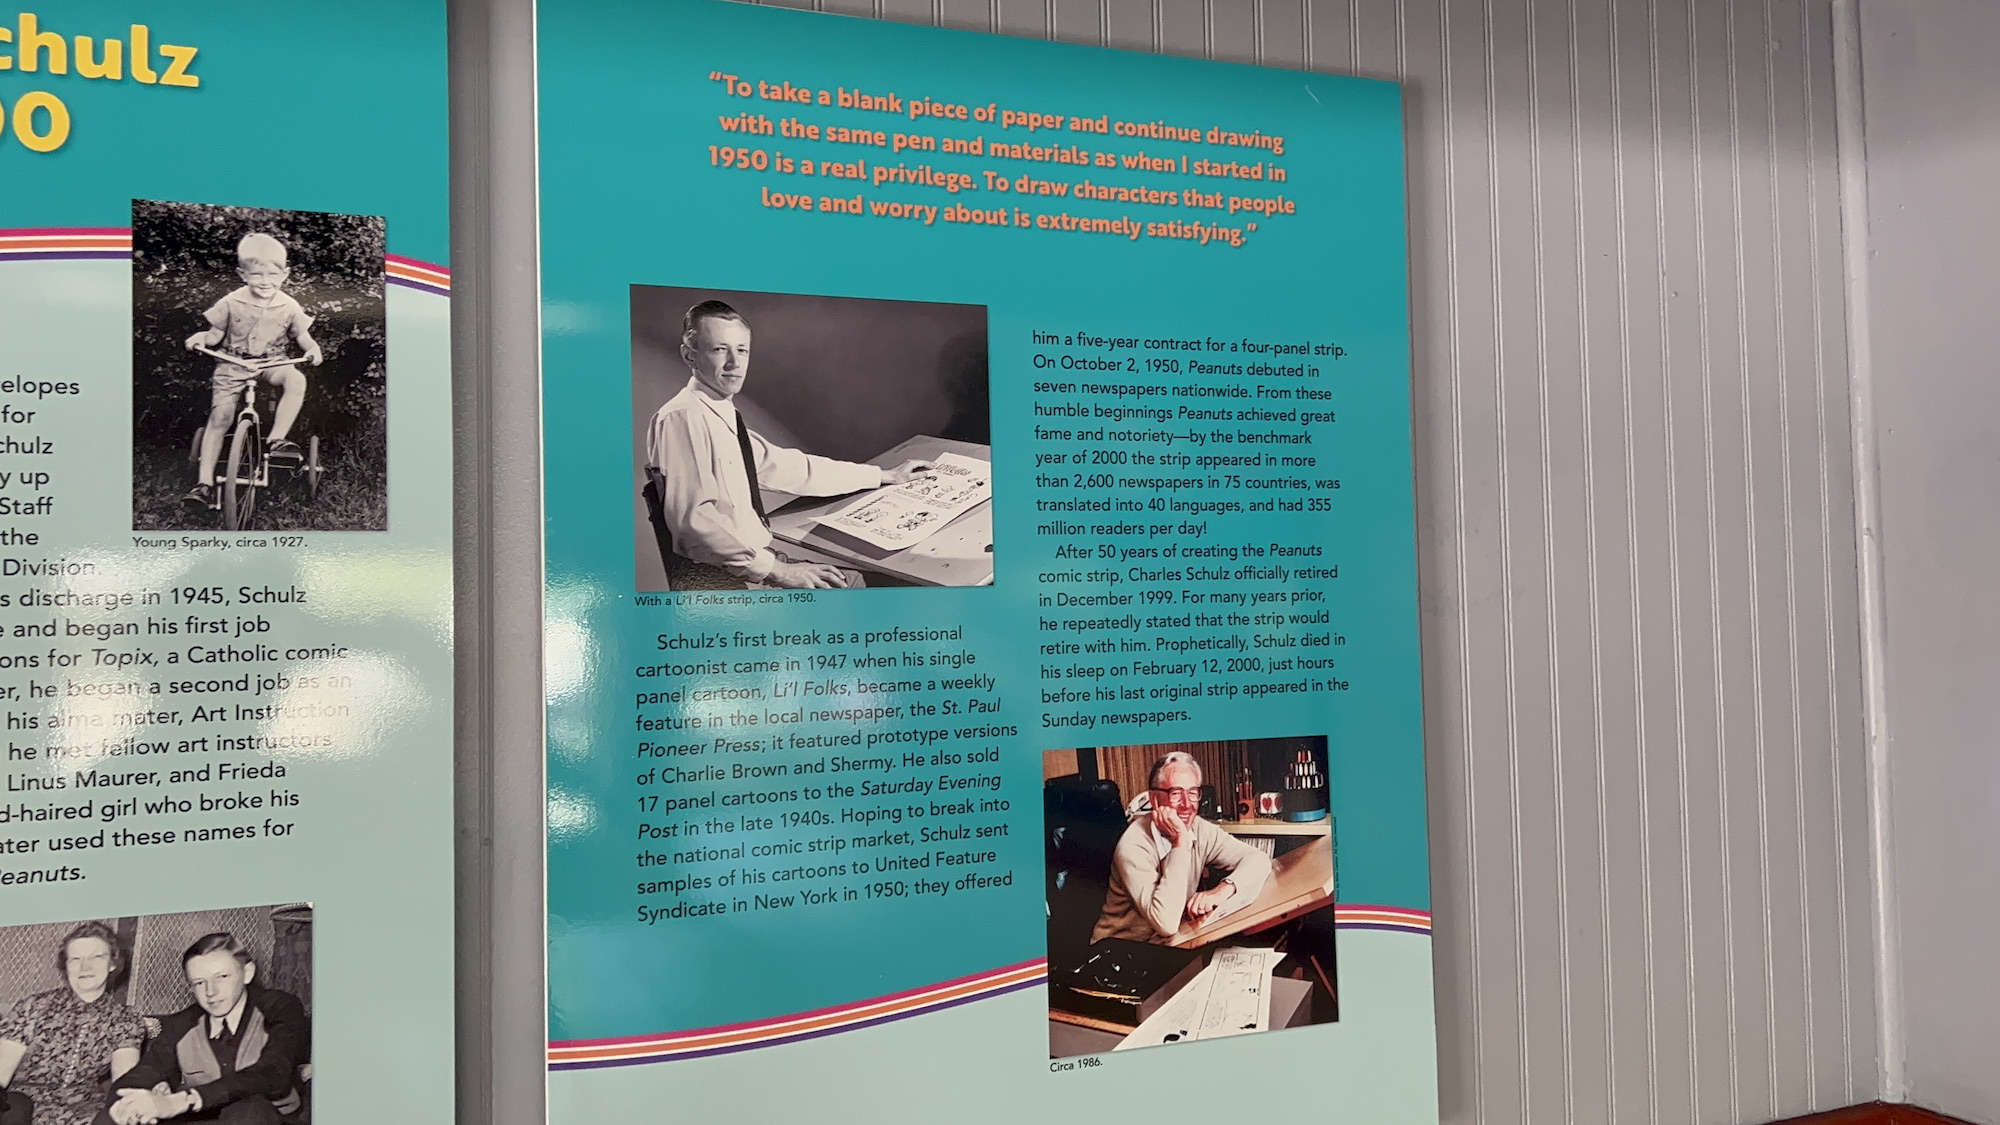 chulz
00
elopes
for
chulz
y up
Staff
the
Division.
s discharge in 1945, Schulz
e and began his first job
ons for Topix, a Catholic comic
er, he began a second job as an
his alma mater, Art Instruction
he met fellow art instructors
Linus Maurer, and Frieda
d-haired girl who broke his
ater used these names for
Peanuts.
Young Sparky, circa 1927.
“To take a blank piece of paper and continue drawing
with the same pen and materials as when I started in
1950 is a real privilege. To draw characters that people
love and worry about is extremely satisfying.”
With a Li’l Folks strip, circa 1950.
Schulz’s first break as a professional
cartoonist came in 1947 when his single
panel cartoon, Li’l Folks, became a weekly
feature in the local newspaper, the St. Paul
Pioneer Press; it featured prototype versions
of Charlie Brown and Shermy. He also sold
17 panel cartoons to the Saturday Evening
Post in the late 1940s. Hoping to break into
the national comic strip market, Schulz sent
samples of his cartoons to United Feature
Syndicate in New York in 1950; they offered
him a five-year contract for a four-panel strip.
On October 2, 1950, Peanuts debuted in
seven newspapers nationwide. From these
humble beginnings Peanuts achieved great
fame and notoriety—by the benchmark
year of 2000 the strip appeared in more
than 2,600 newspapers in 75 countries, was
translated into 40 languages, and had 355
million readers per day!
After 50 years of creating the Peanuts
comic strip, Charles Schulz officially retired
in December 1999. For many years prior,
he repeatedly stated that the strip would
retire with him. Prophetically, Schulz died in
his sleep on February 12, 2000, just hours
before his last original strip appeared in the
Sunday newspapers.
Circa 1986.